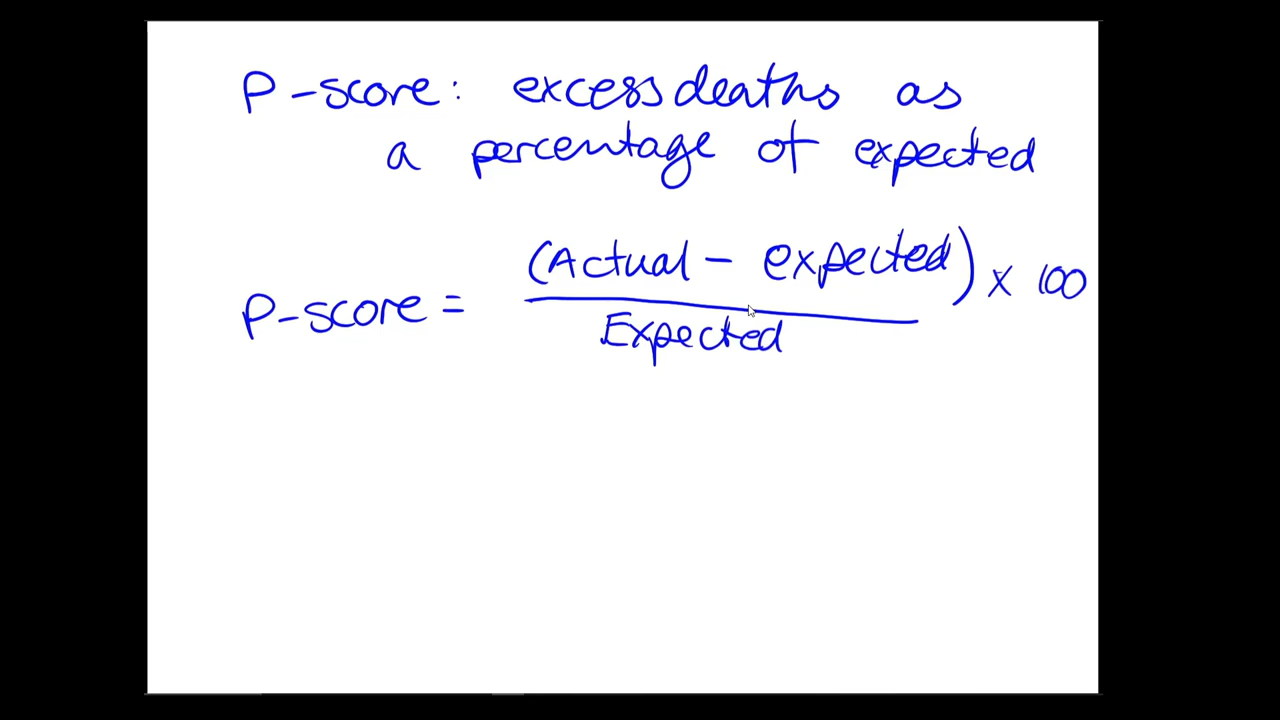 P-score: excess deaths as
a percentage of expected
P-score = (Actual - expected) x 100
Expected